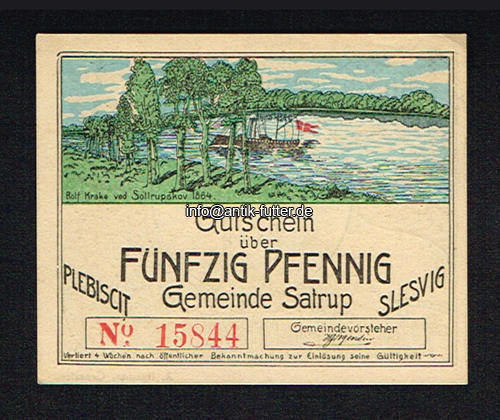 Rolf Krake ved Sottrupskov 1864
info@antik-futter.de
Gutschein
über
FÜNFZIG PFENNIG
PLEBISCIT Gemeinde Satrup SLESVIG
No 15844
Gemeindevorsteher
Verliert 4 Wochen nach öffentlicher Bekanntmachung zur Einlösung seine Gültigkeit